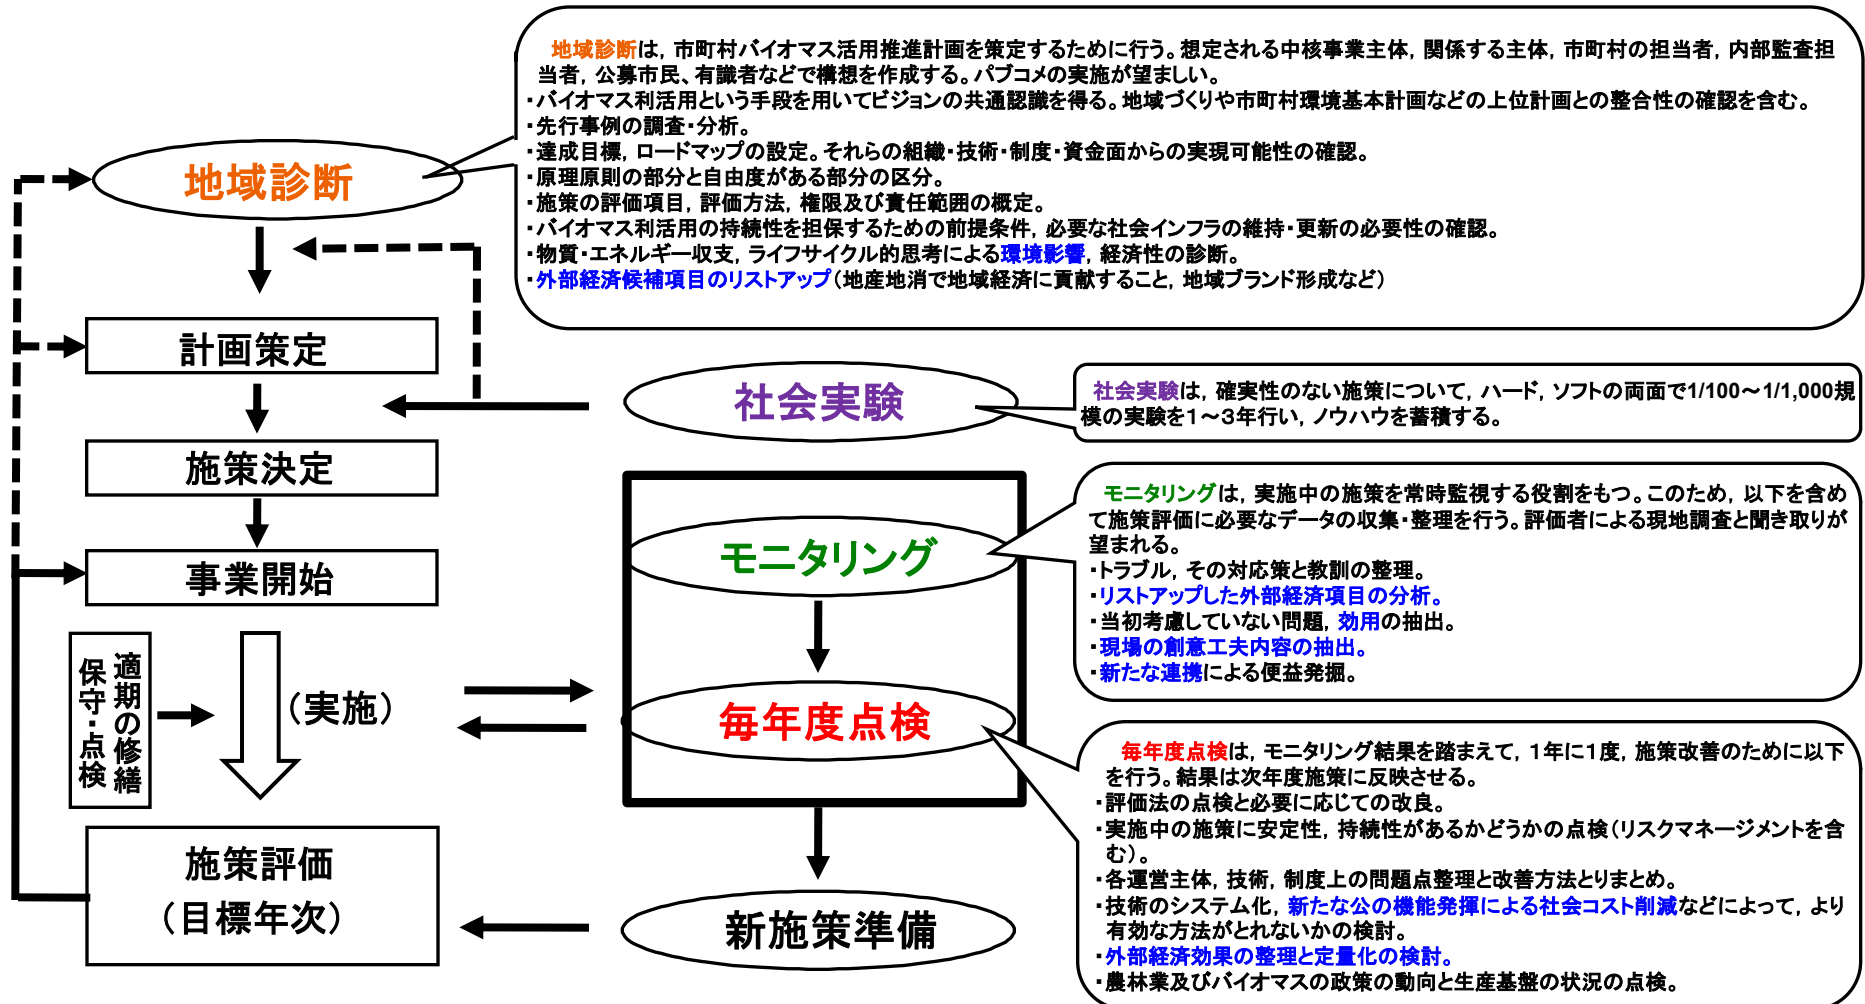 地域診断は，市町村バイオマス活用推進計画を策定するために行う。想定される中核事業主体，関係する主体，市町村の担当者，内部監査担
当者，公募市民、有識者などで構想を作成する。パブコメの実施が望ましい。
・バイオマス利活用という手段を用いてビジョンの共通認識を得る。地域づくりや市町村環境基本計画などの上位計画との整合性の確認を含む。
・先行事例の調査・分析。
・達成目標，ロードマップの設定。それらの組織・技術・制度・資金面からの実現可能性の確認。
・原理原則の部分と自由度がある部分の区分。
・施策の評価項目，評価方法，権限及び責任範囲の概定。
・バイオマス利活用の持続性を担保するための前提条件，必要な社会インフラの維持・更新の必要性の確認。
・物質・エネルギー収支，ライフサイクル的思考による環境影響，経済性の診断。
・外部経済候補項目のリストアップ（地産地消で地域経済に貢献すること，地域ブランド形成など）
地域診断
計画策定
施策決定
事業開始
適期の修繕
保守・点検
（実施）
施策評価
（目標年次）
社会実験
社会実験は，確実性のない施策について，ハード，ソフトの両面で1/100～1/1,000規
模の実験を１～３年行い，ノウハウを蓄積する。
モニタリング
モニタリングは，実施中の施策を常時監視する役割をもつ。このため，以下を含め
て施策評価に必要なデータの収集・整理を行う。評価者による現地調査と聞き取りが
望まれる。
・トラブル，その対応策と教訓の整理。
・リストアップした外部経済項目の分析。
・当初考慮していない問題，効用の抽出。
・現場の創意工夫内容の抽出。
・新たな連携による便益発掘。
毎年度点検
毎年度点検は，モニタリング結果を踏まえて，１年に１度，施策改善のために以下
を行う。結果は次年度施策に反映させる。
・評価法の点検と必要に応じての改良。
・実施中の施策に安定性，持続性があるかどうかの点検（リスクマネージメントを含
む）。
・各運営主体，技術，制度上の問題点整理と改善方法とりまとめ。
・技術のシステム化，新たな公の機能発揮による社会コスト削減などによって，より
有効な方法がとれないかの検討。
・外部経済効果の整理と定量化の検討。
・農林業及びバイオマスの政策の動向と生産基盤の状況の点検。
新施策準備